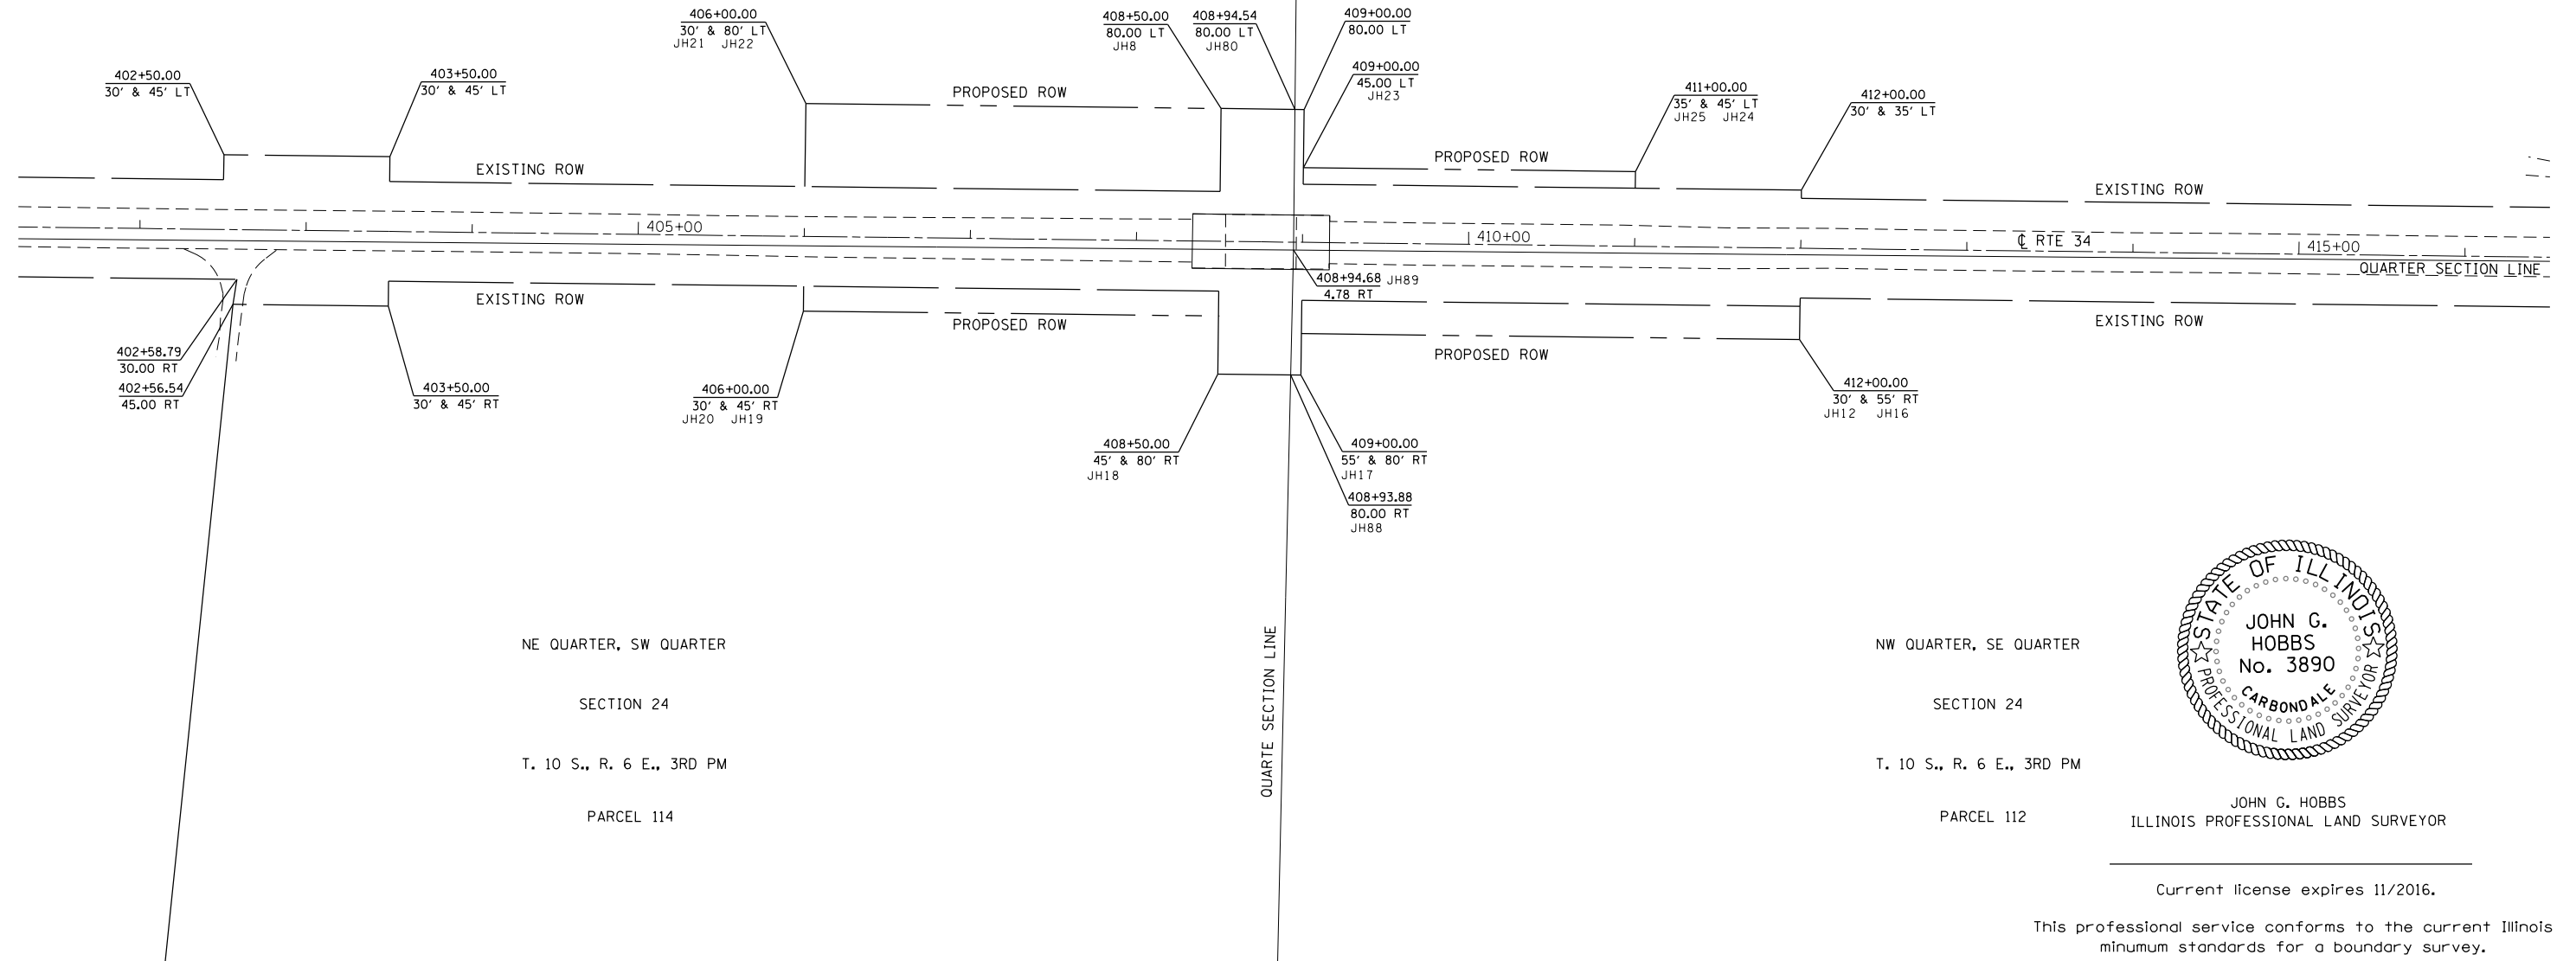 406+00.00
30' & 80' LT
JH21 JH22
408+50.00
80.00 LT
JH8
408+94.54
80.00 LT
JH80
409+00.00
80.00 LT
402+50.00
30' & 45' LT
403+50.00
30' & 45' LT
409+00.00
45.00 LT
JH23
411+00.00
35' & 45' LT
JH25 JH24
412+00.00
30' & 35' LT
PROPOSED ROW
EXISTING ROW
PROPOSED ROW
EXISTING ROW
405+00
410+00
℄ RTE 34
415+00
QUARTER SECTION LINE
408+94.68 JH89
4.78 RT
EXISTING ROW
PROPOSED ROW
PROPOSED ROW
EXISTING ROW
402+58.79
30.00 RT
402+56.54
45.00 RT
403+50.00
30' & 45' RT
406+00.00
30' & 45' RT
JH20 JH19
412+00.00
30' & 55' RT
JH12 JH16
408+50.00
45' & 80' RT
JH18
409+00.00
55' & 80' RT
JH17
408+93.88
80.00 RT
JH88
NE QUARTER, SW QUARTER
SECTION 24
T. 10 S., R. 6 E., 3RD PM
PARCEL 114
QUARTE SECTION LINE
NW QUARTER, SE QUARTER
SECTION 24
T. 10 S., R. 6 E., 3RD PM
PARCEL 112
STATE OF ILLINOIS
JOHN G.
HOBBS
No. 3890
CARBONDALE
PROFESSIONAL LAND SURVEYOR
JOHN G. HOBBS
ILLINOIS PROFESSIONAL LAND SURVEYOR
Current license expires 11/2016.
This professional service conforms to the current Illinois
minumum standards for a boundary survey.